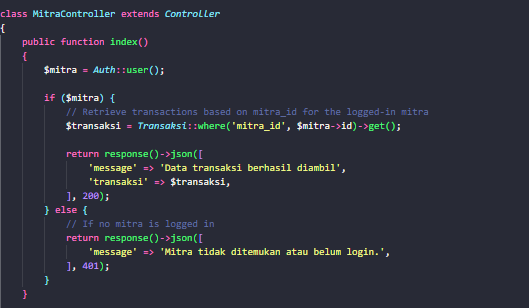 class MitraController extends Controller
{
    public function index()
    {
        $mitra = Auth::user();

        if ($mitra) {
            // Retrieve transactions based on mitra_id for the logged-in mitra
            $transaksi = Transaksi::where('mitra_id', $mitra->id)->get();

            return response()->json([
                'message' => 'Data transaksi berhasil diambil',
                'transaksi' => $transaksi,
            ], 200);
        } else {
            // If no mitra is logged in
            return response()->json([
                'message' => 'Mitra tidak ditemukan atau belum login.',
            ], 401);
        }
    }